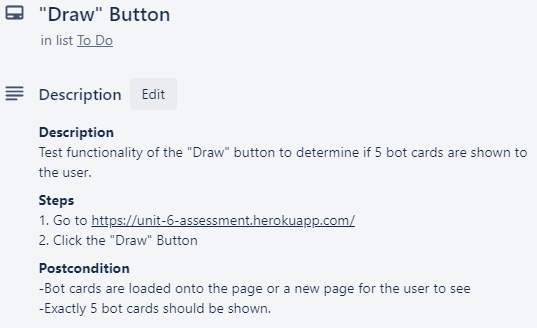 "Draw" Button
in list To Do
Description Edit
Description
Test functionality of the "Draw" button to determine if 5 bot cards are shown to
the user.
Steps
1. Go to https://unit-6-assessment.herokuapp.com/
2. Click the "Draw" Button
Postcondition
-Bot cards are loaded onto the page or a new page for the user to see
-Exactly 5 bot cards should be shown.